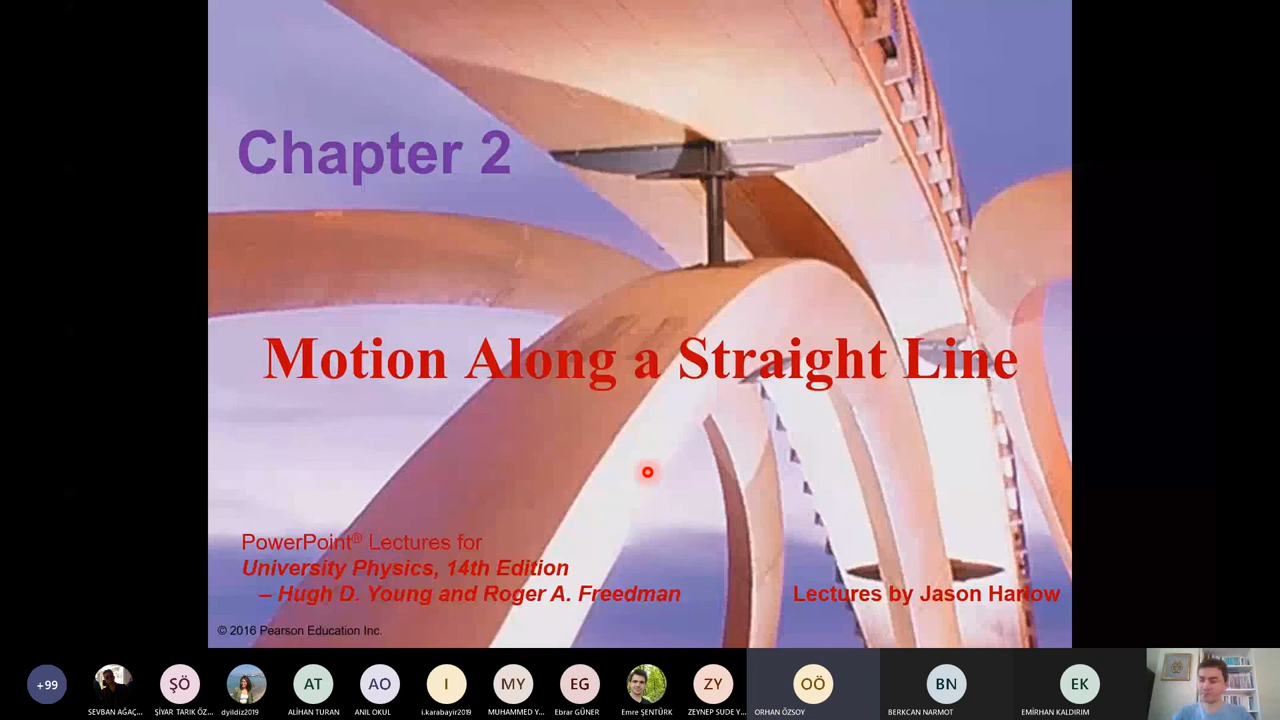 Chapter 2
Motion Along a Straight Line
PowerPoint® Lectures for
University Physics, 14th Edition
– Hugh D. Young and Roger A. Freedman
Lectures by Jason Harlow
© 2016 Pearson Education Inc.
+99
ŞÖ
AT
AO
I
MY
EG
ZY
OÖ
BN
EK
SEVBAN AĞAÇ...
ŞİYAR TARIK ÖZ...
dyildiz2019
ALİHAN TURAN
ANIL OKUL
i.karabayir2019
MUHAMMED Y...
Ebrar GÜNER
Emre ŞENTÜRK
ZEYNEP SUDE Y...
ORHAN ÖZSOY
BERKCAN NARMOT
EMİRHAN KALDIRIM